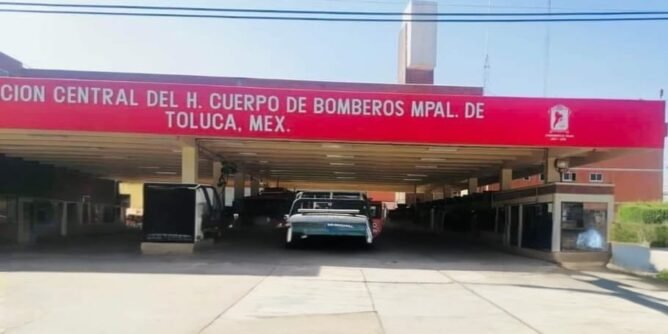 CION CENTRAL DEL H. CUERPO DE BOMBEROS MPAL. DE
TOLUCA, MEX.